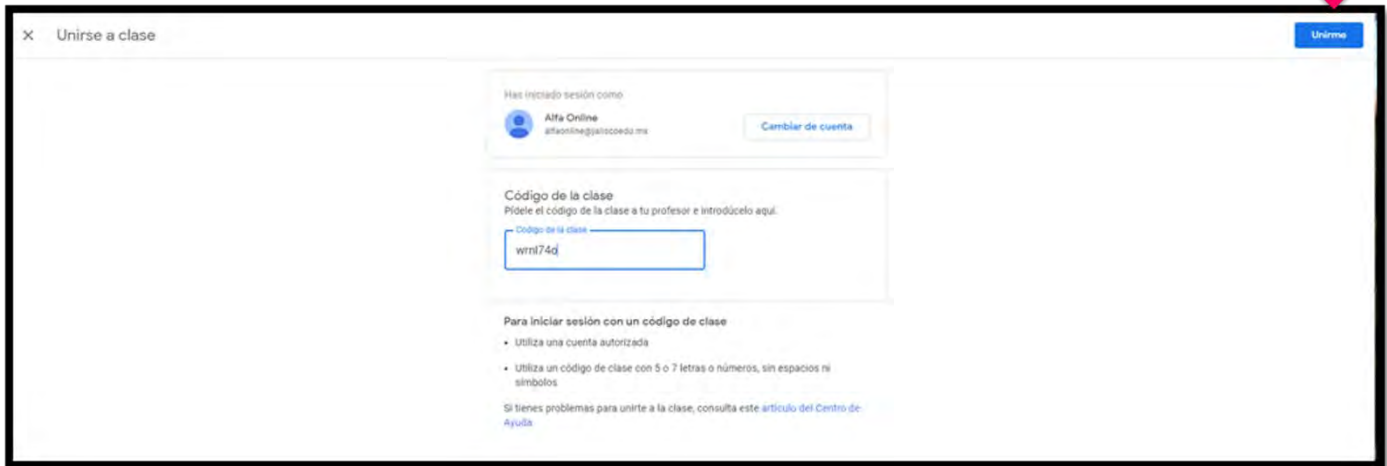 × Unirse a clase
Unirme
Has iniciado sesión como
Alfa Online
alfaonline@jaliscoedu.mx
Cambiar de cuenta
Código de la clase
Pídele el código de la clase a tu profesor e introdúcelo aquí.
Código de la clase
wrnl74o
Para iniciar sesión con un código de clase
• Utiliza una cuenta autorizada
• Utiliza un código de clase con 5 o 7 letras o números, sin espacios ni
símbolos
Si tienes problemas para unirte a la clase, consulta este artículo del Centro de
Ayuda